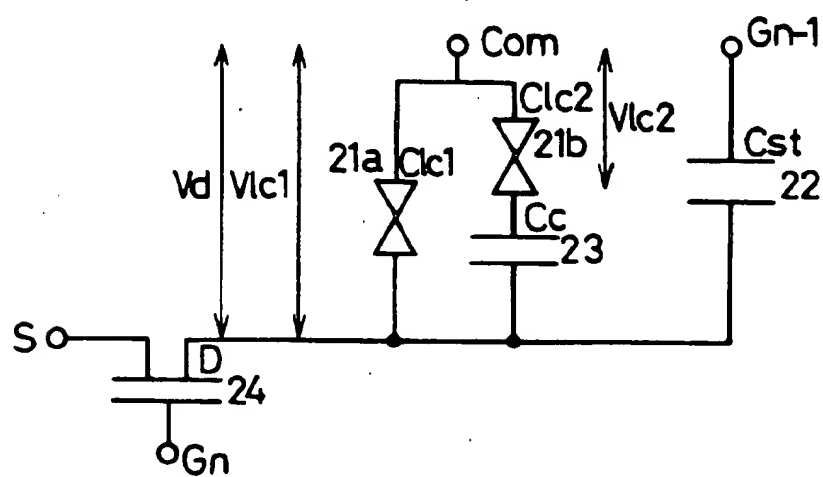 Com
Gn-1
Clc2
Vlc2
21a
Clc1
21b
Cst
Vd
Vlc1
22
Cc
23
S
D
24
Gn